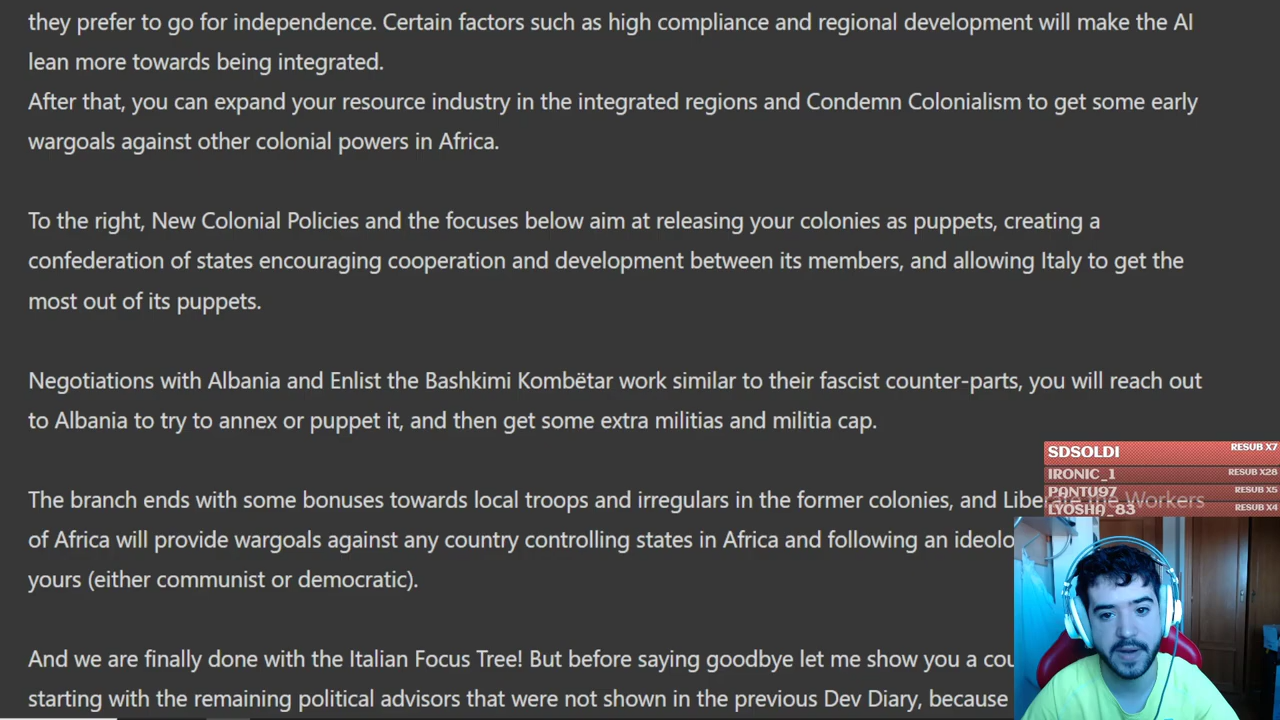 they prefer to go for independence. Certain factors such as high compliance and regional development will make the AI
lean more towards being integrated.
After that, you can expand your resource industry in the integrated regions and Condemn Colonialism to get some early
wargoals against other colonial powers in Africa.
To the right, New Colonial Policies and the focuses below aim at releasing your colonies as puppets, creating a
confederation of states encouraging cooperation and development between its members, and allowing Italy to get the
most out of its puppets.
Negotiations with Albania and Enlist the Bashkimi Kombëtar work similar to their fascist counter-parts, you will reach out
to Albania to try to annex or puppet it, and then get some extra militias and militia cap.
The branch ends with some bonuses towards local troops and irregulars in the former colonies, and Liberate the Workers
of Africa will provide wargoals against any country controlling states in Africa and following an ideolo
yours (either communist or democratic).
And we are finally done with the Italian Focus Tree! But before saying goodbye let me show you a cou
starting with the remaining political advisors that were not shown in the previous Dev Diary, because
SDSOLDI RESUB X7
IRONIC_1 RESUB X28
PANTU97 RESUB X5
LYOSHA_83 RESUB X4